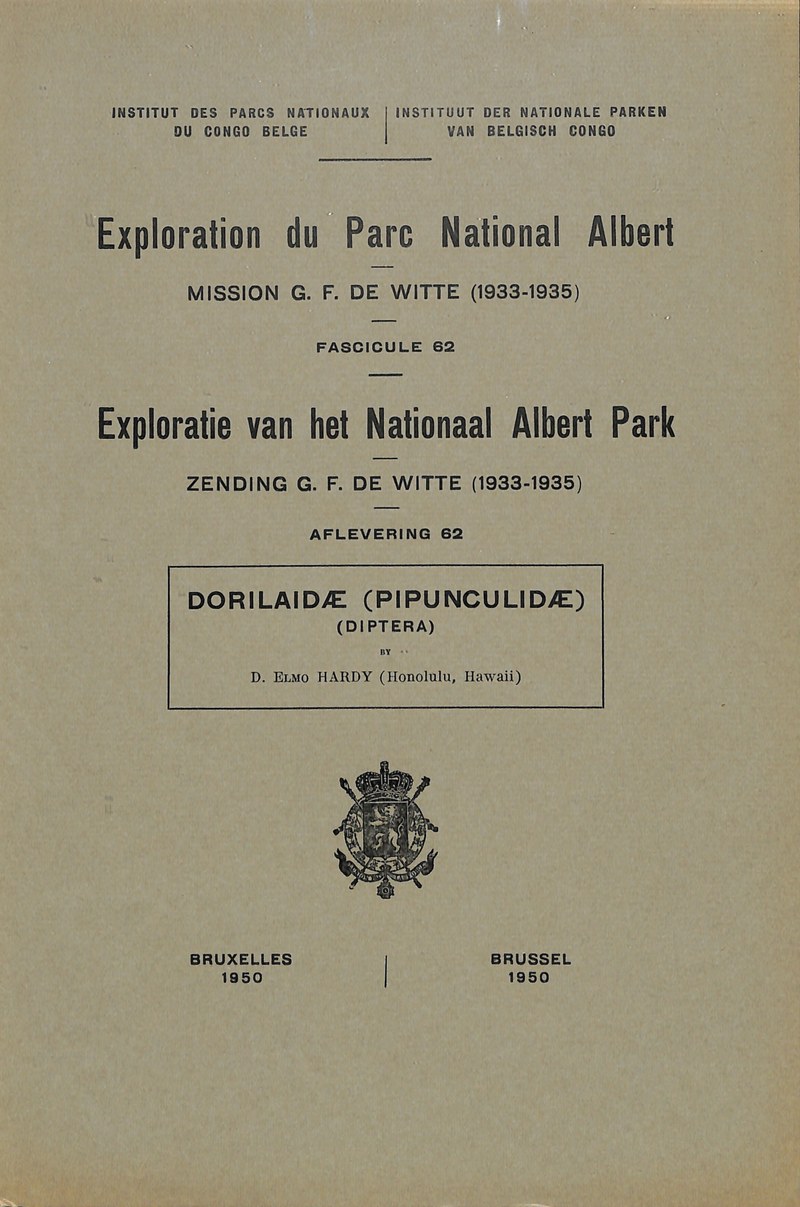 INSTITUT DES PARCS NATIONAUX
DU CONGO BELGE
INSTITUUT DER NATIONALE PARKEN
VAN BELGISCH CONGO
Exploration du Parc National Albert
MISSION G. F. DE WITTE (1933-1935)
FASCICULE 62
Exploratie van het Nationaal Albert Park
ZENDING G. F. DE WITTE (1933-1935)
AFLEVERING 62
DORILAIDÆ (PIPUNCULIDÆ)
(DIPTERA)
BY
D. ELMO HARDY (Honolulu, Hawaii)
BRUXELLES
1950
BRUSSEL
1950